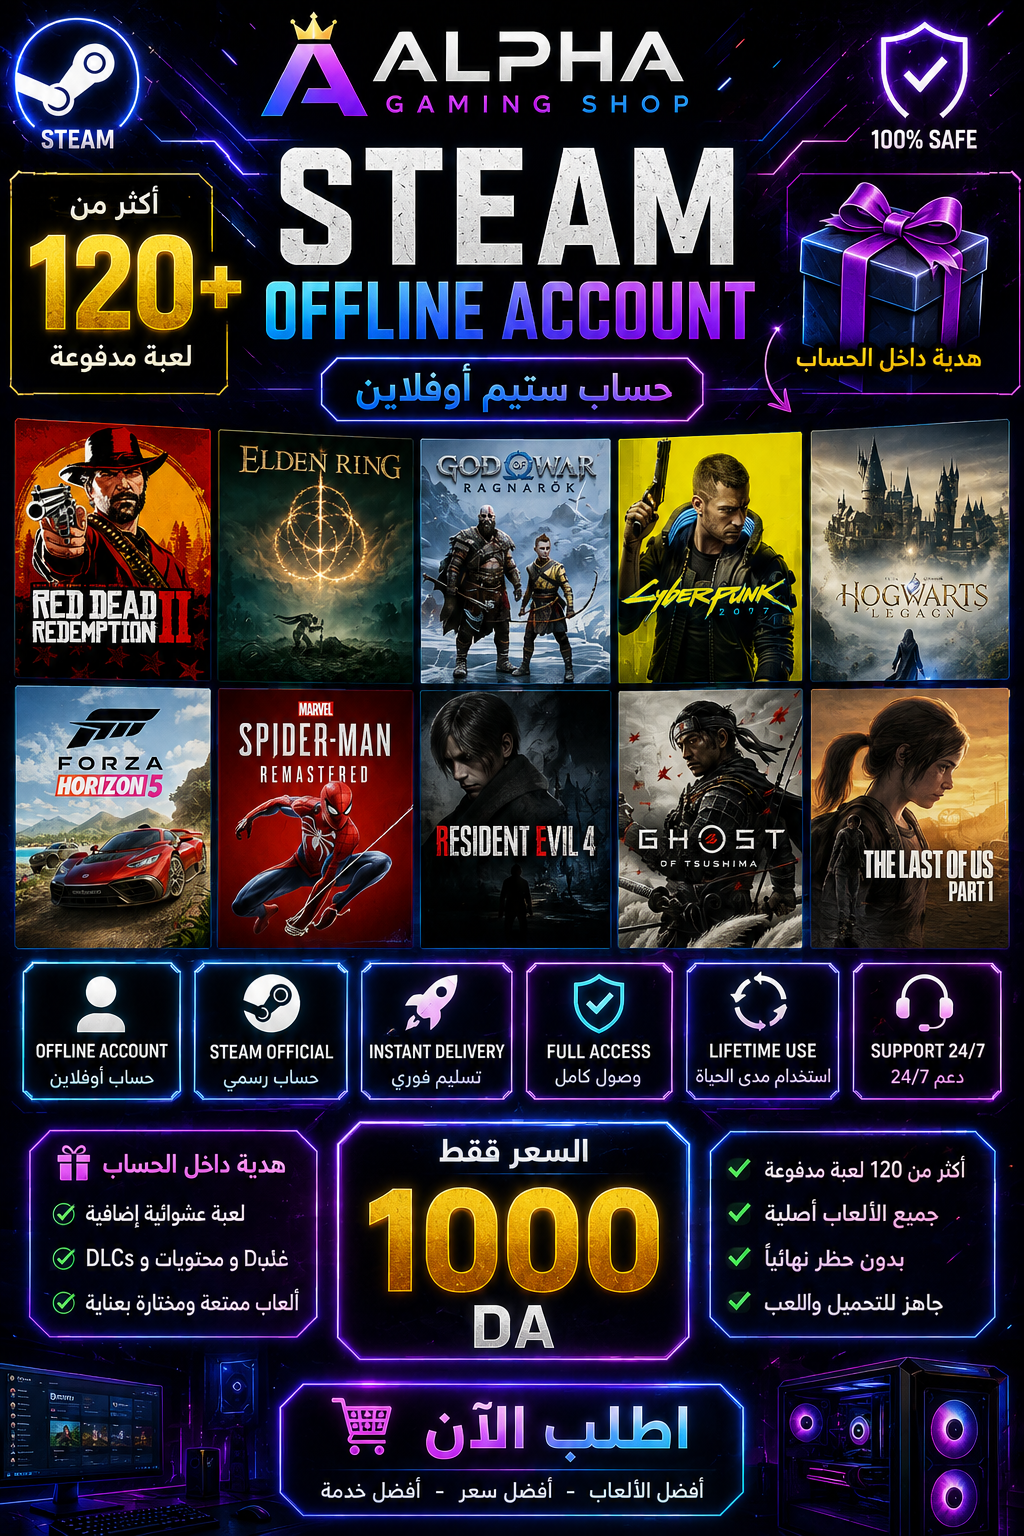 STEAM
ALPHA
GAMING SHOP
100% SAFE
STEAM
OFFLINE ACCOUNT
حساب ستيم أوفلاين
أكثر من
120+
لعبة مدفوعة
هدية داخل الحساب
RED DEAD
REDEMPTION II
ELDEN RING
GOD OF WAR
RAGNARÖK
CYBERPUNK
2077
HOGWARTS
LEGACY
FORZA
HORIZON 5
MARVEL
SPIDER-MAN
REMASTERED
RESIDENT EVIL 4
GHOST
OF TSUSHIMA
THE LAST OF US
PART I
OFFLINE ACCOUNT
حساب أوفلاين
STEAM OFFICIAL
حساب رسمي
INSTANT DELIVERY
تسليم فوري
FULL ACCESS
وصول كامل
LIFETIME USE
استخدام مدى الحياة
SUPPORT 24/7
دعم 24/7
هدية داخل الحساب
لعبة عشوائية إضافية
و محتويات و DLCs
ألعاب ممتعة ومختارة بعناية
السعر فقط
1000
DA
أكثر من 120 لعبة مدفوعة
جميع الألعاب أصلية
بدون حظر نهائياً
جاهز للتحميل واللعب
اطلب الآن
أفضل الألعاب - أفضل سعر - أفضل خدمة